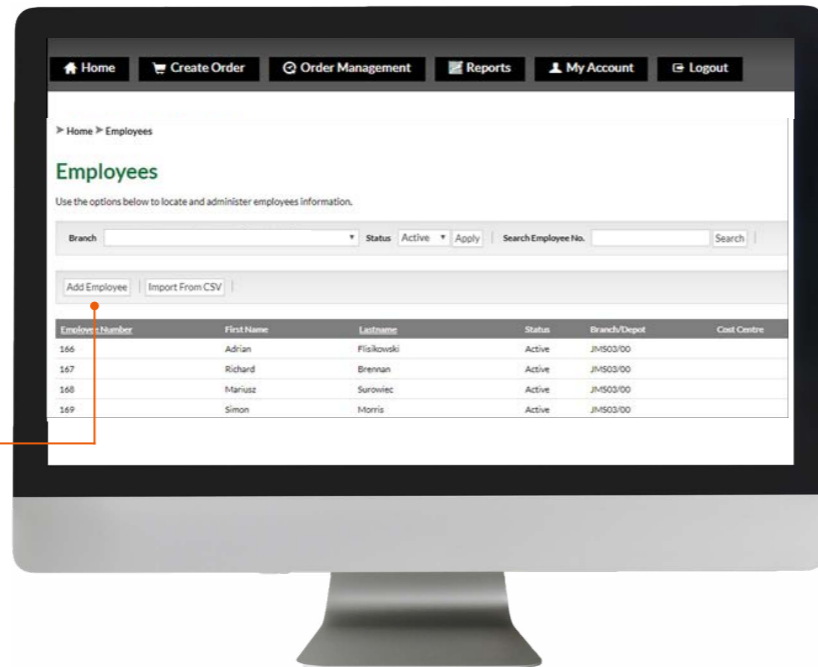 Home Create Order Order Management Reports My Account Logout
Home Employees
Employees
Use the options below to locate and administer employees information.
Branch Status Active Apply Search Employee No. Search
Add Employee Import From CSV
Employee Number First Name Lastname Status Branch/Depot Cost Centre
166 Adrian Flisikowski Active JMS03/00
167 Richard Brennan Active JMS03/00
168 Mariusz Surowiec Active JMS03/00
169 Simon Morris Active JMS03/00